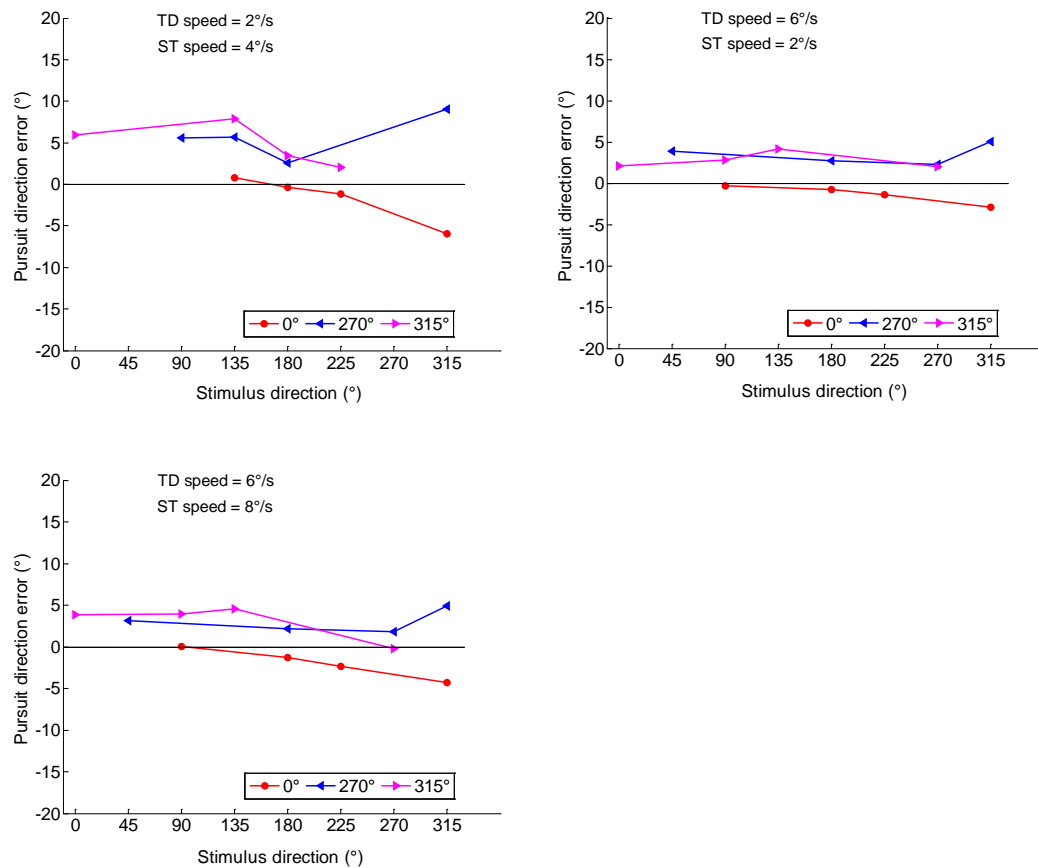 TD speed = 2°/s
ST speed = 4°/s
20
15
10
5
0
-5
-10
-15
-20
Pursuit direction error (°)
0° 270° 315°
0 45 90 135 180 225 270 315
Stimulus direction (°)
TD speed = 6°/s
ST speed = 2°/s
20
15
10
5
0
-5
-10
-15
-20
Pursuit direction error (°)
0° 270° 315°
0 45 90 135 180 225 270 315
Stimulus direction (°)
TD speed = 6°/s
ST speed = 8°/s
20
15
10
5
0
-5
-10
-15
-20
Pursuit direction error (°)
0° 270° 315°
0 45 90 135 180 225 270 315
Stimulus direction (°)